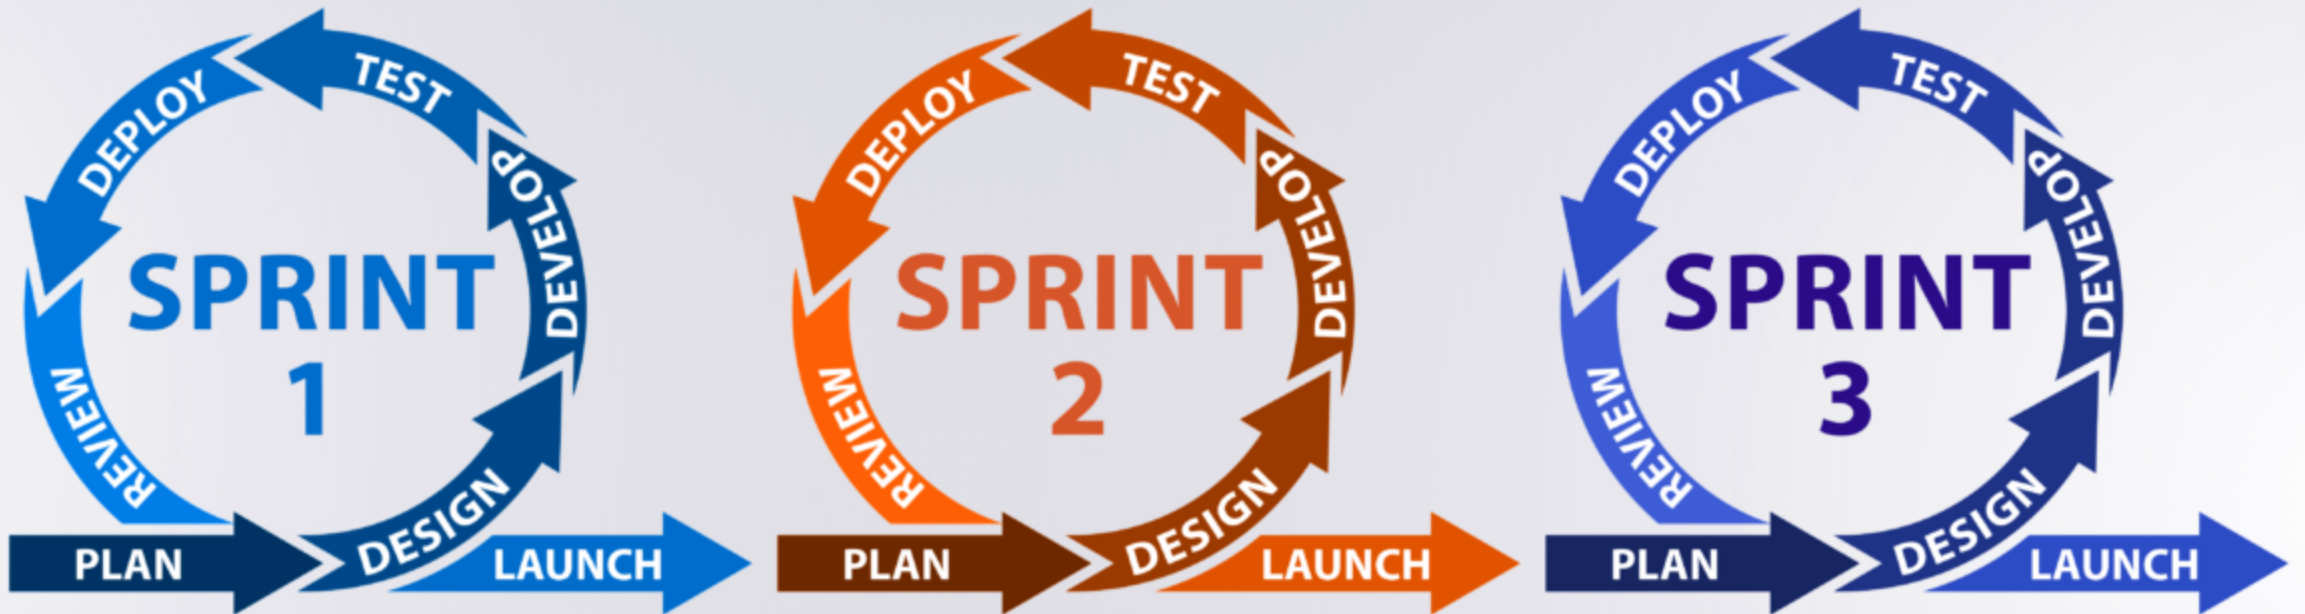 TEST
DEPLOY
DEVELOP
SPRINT
1
REVIEW
DESIGN
PLAN
LAUNCH
TEST
DEPLOY
DEVELOP
SPRINT
2
REVIEW
DESIGN
PLAN
LAUNCH
TEST
DEPLOY
DEVELOP
SPRINT
3
REVIEW
DESIGN
PLAN
LAUNCH